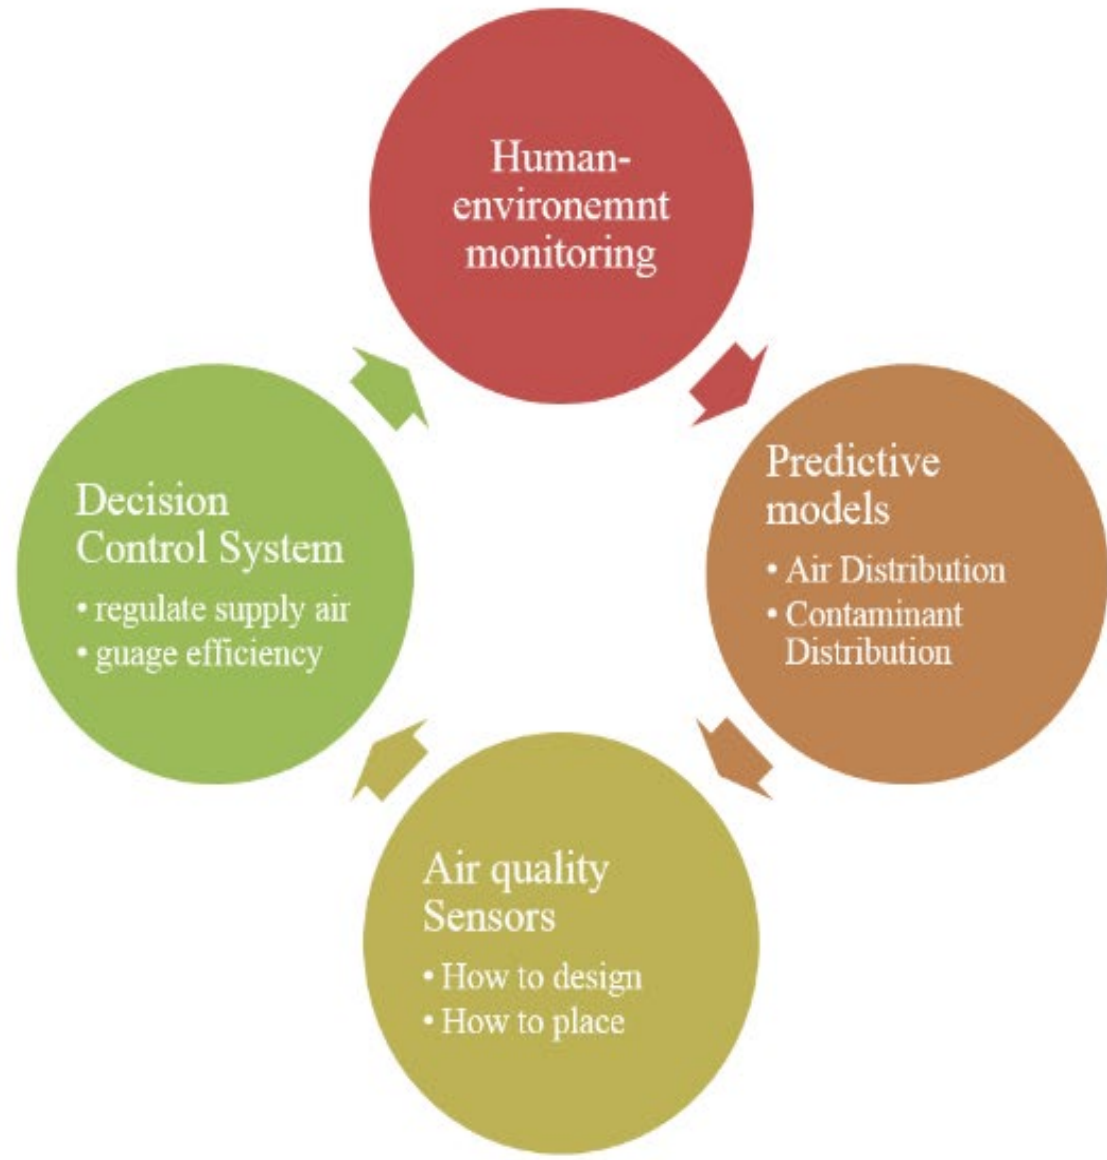 Human-
environemnt
monitoring
Predictive
models
• Air Distribution
• Contaminant
Distribution
Air quality
Sensors
• How to design
• How to place
Decision
Control System
• regulate supply air
• guage efficiency